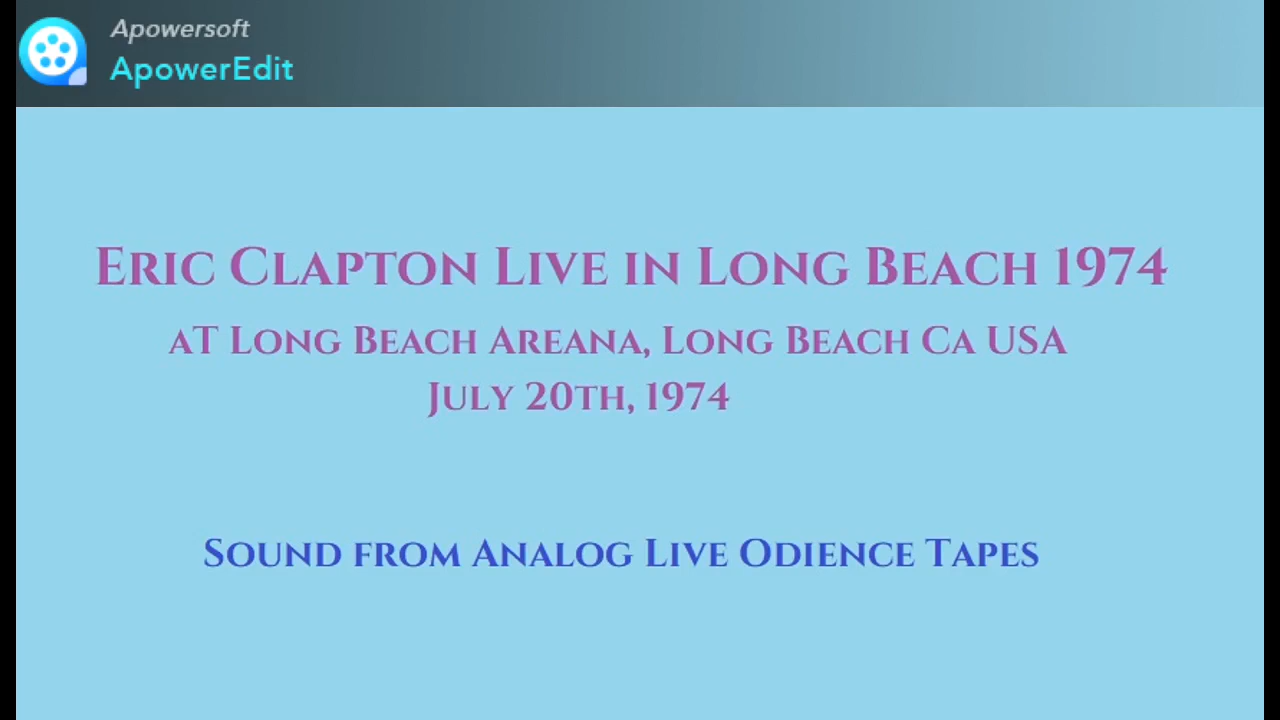 Apowersoft
ApowerEdit
Eric Clapton Live in Long Beach 1974
at Long Beach Areana, Long Beach Ca USA
July 20th, 1974
Sound from Analog Live Odience Tapes